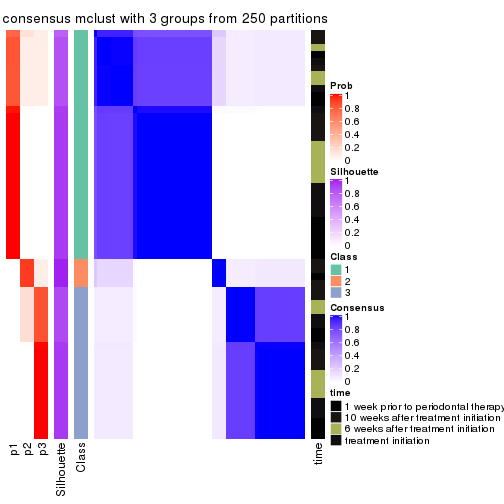 consensus mclust with 3 groups from 250 partitions
Prob
1
0.8
0.6
0.4
0.2
0
Silhouette
1
0.8
0.6
0.4
0.2
0
Class
1
2
3
Consensus
1
0.8
0.6
0.4
0.2
0
time
1 week prior to periodontal therapy
10 weeks after treatment initiation
6 weeks after treatment initiation
treatment initiation
p1
p2
p3
Silhouette
Class
time